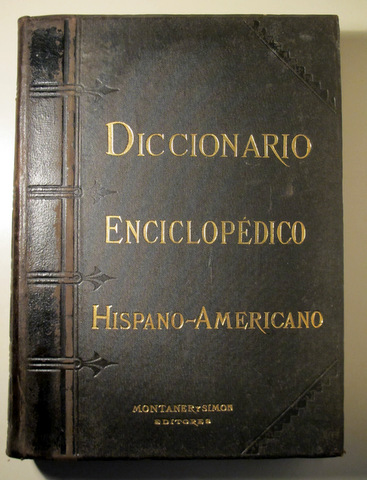 DICCIONARIO
ENCICLOPÉDICO
HISPANO-AMERICANO
MONTANER Y SIMON
EDITORES